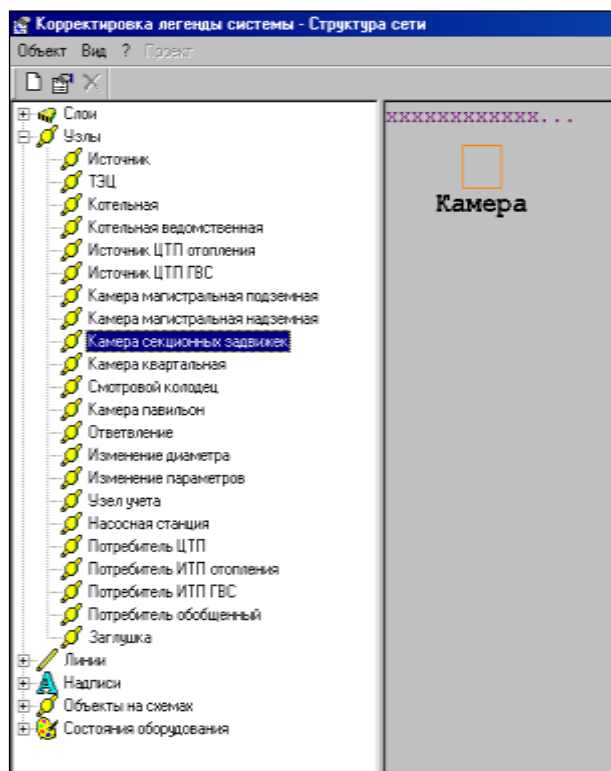 Корректировка легенды системы - Структура сети
Объект Вид ? Проект
Слои
xxxxxxxxxxxx...
Узлы
Источник
ТЭЦ
Котельная
Камера
Котельная ведомственная
Источник ЦТП отопления
Источник ЦТП ГВС
Камера магистральная подземная
Камера магистральная надземная
Камера секционных задвижек
Камера квартальная
Смотровой колодец
Камера павильон
Ответвление
Изменение диаметра
Изменение параметров
Узел учета
Насосная станция
Потребитель ЦТП
Потребитель ИТП отопления
Потребитель ИТП ГВС
Потребитель обобщенный
Заглушка
Линии
Надписи
Объекты на схемах
Состояния оборудования